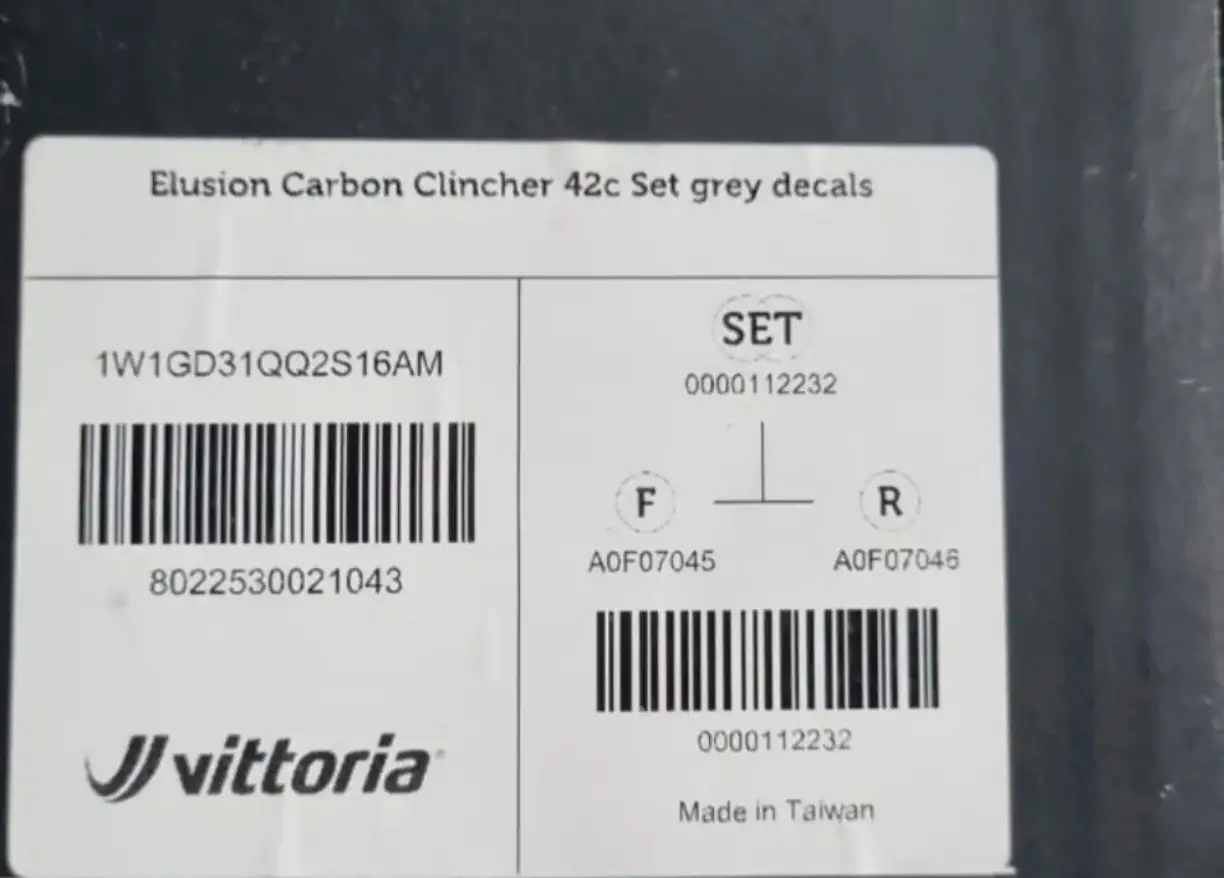 Elusion Carbon Clincher 42c Set grey decals
1W1GD31QQ2S16AM
8022530021043
vittoria
SET
0000112232
F
R
A0F07045
A0F07046
0000112232
Made in Taiwan